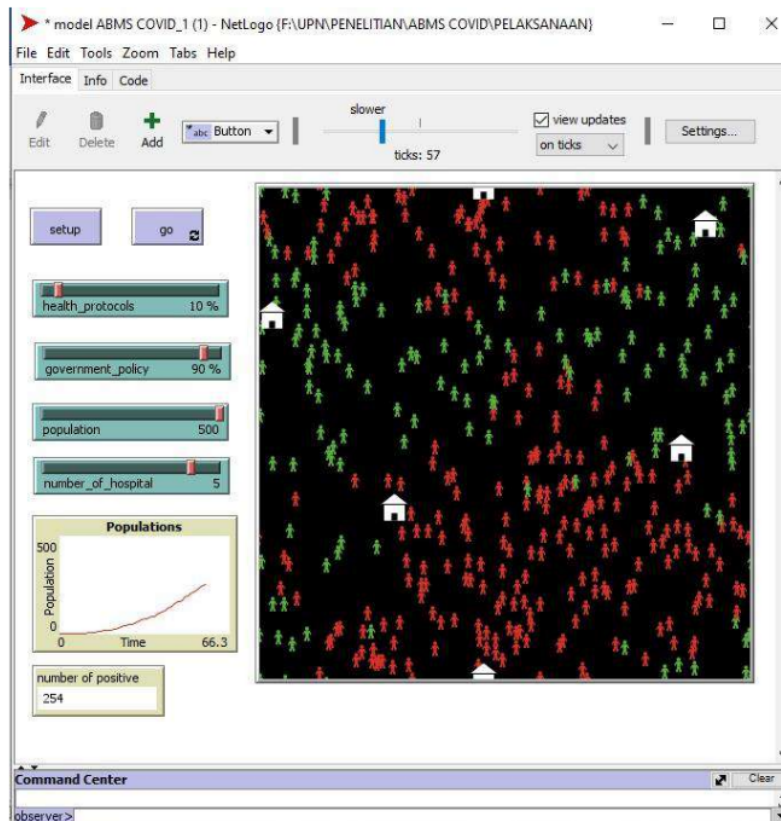 * model ABMS COVID_1 (1) - NetLogo {F:\UPN\PENELITIAN\ABMS COVID\PELAKSANAAN}
File Edit Tools Zoom Tabs Help
Interface Info Code
Edit
Delete
Add
abc Button
slower
ticks: 57
view updates
on ticks
Settings...
setup
go
health_protocols 10 %
government_policy 90 %
population 500
number_of_hospital 5
Populations
500
Population
0
0 Time 66.3
number of positive
254
Command Center
Clear
observer>